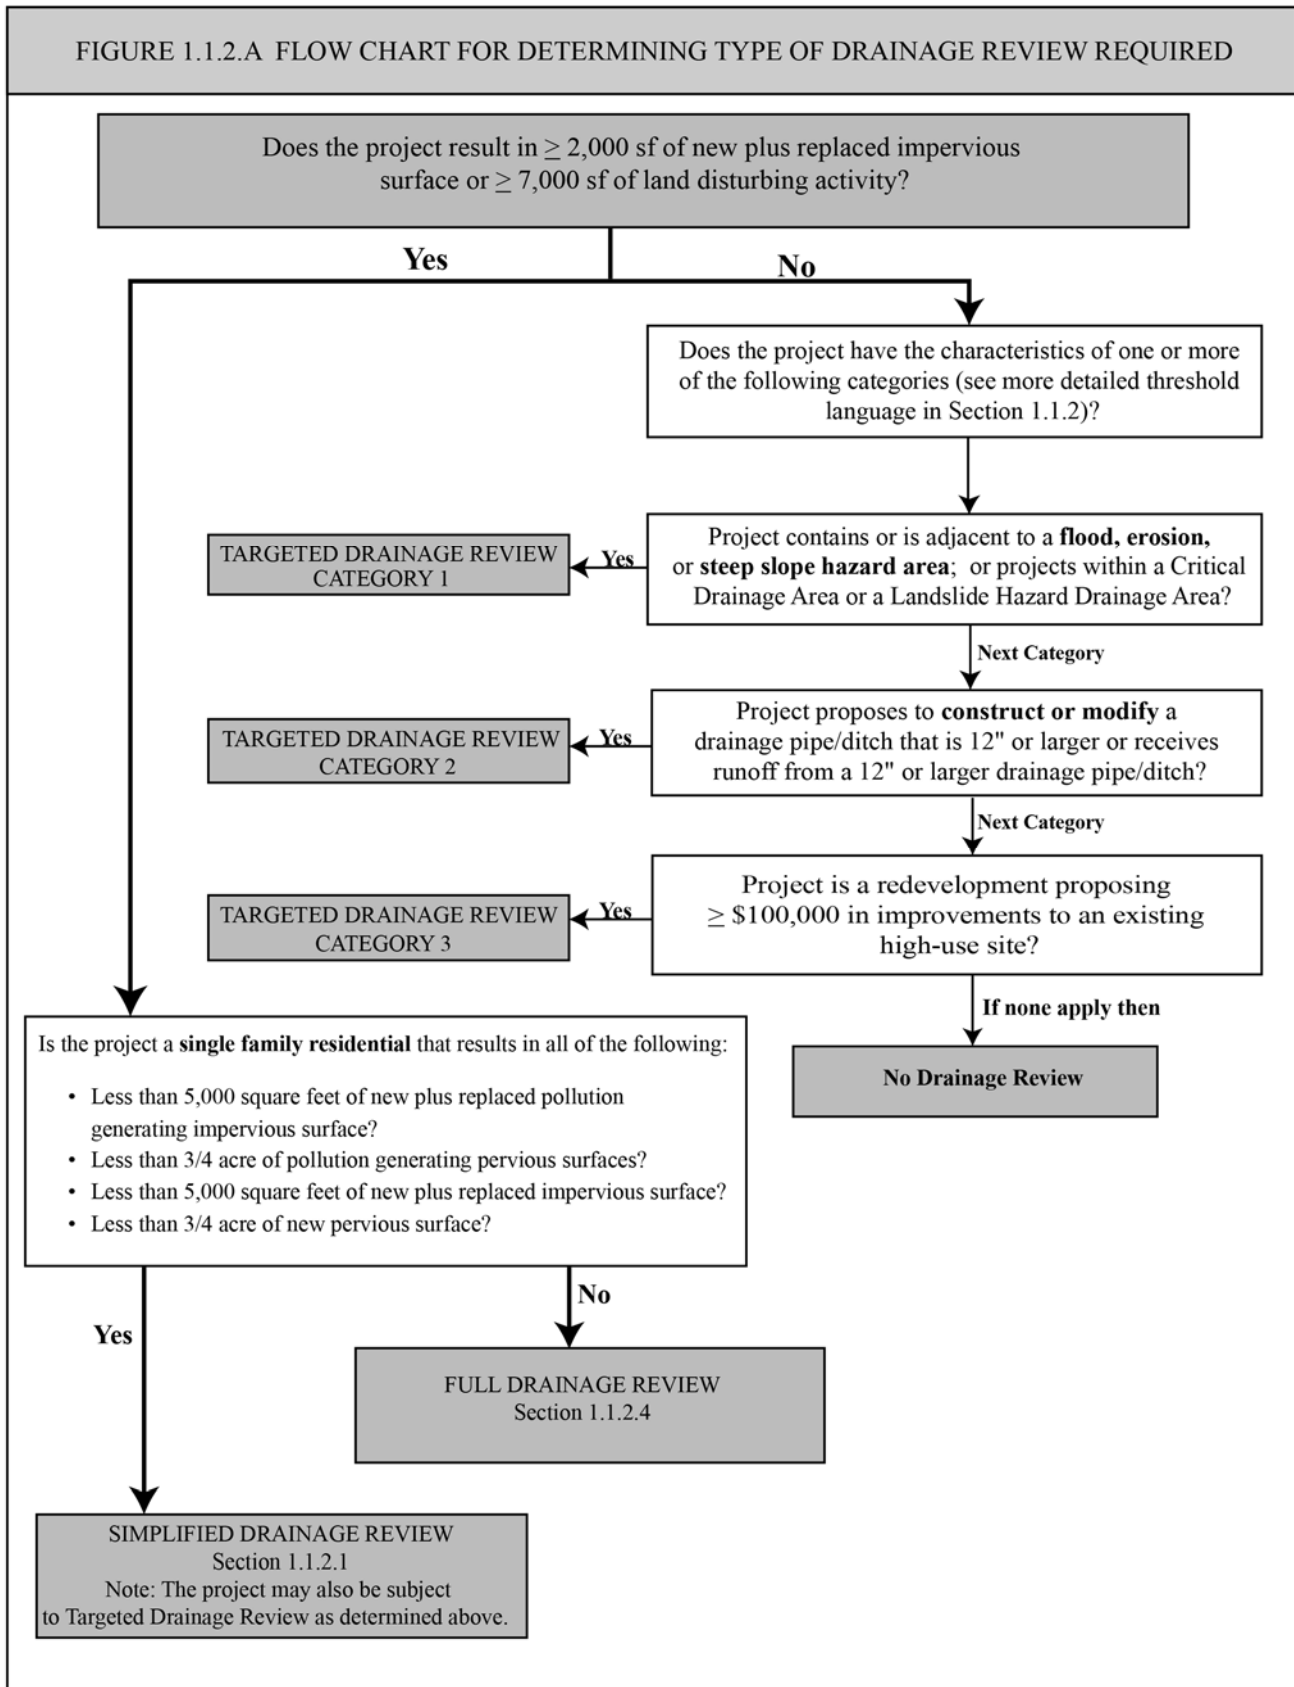 FIGURE 1.1.2.A  FLOW CHART FOR DETERMINING TYPE OF DRAINAGE REVIEW REQUIRED
Does the project result in ≥ 2,000 sf of new plus replaced impervious
surface or ≥ 7,000 sf of land disturbing activity?
Yes
No
Does the project have the characteristics of one or more
of the following categories (see more detailed threshold
language in Section 1.1.2)?
Project contains or is adjacent to a flood, erosion,
or steep slope hazard area;  or projects within a Critical
Drainage Area or a Landslide Hazard Drainage Area?
Yes
TARGETED DRAINAGE REVIEW
CATEGORY 1
Next Category
Project proposes to construct or modify a
drainage pipe/ditch that is 12" or larger or receives
runoff from a 12" or larger drainage pipe/ditch?
Yes
TARGETED DRAINAGE REVIEW
CATEGORY 2
Next Category
Project is a redevelopment proposing
≥ $100,000 in improvements to an existing
high-use site?
Yes
TARGETED DRAINAGE REVIEW
CATEGORY 3
If none apply then
No Drainage Review
Is the project a single family residential that results in all of the following:
• Less than 5,000 square feet of new plus replaced pollution
generating impervious surface?
• Less than 3/4 acre of pollution generating pervious surfaces?
• Less than 5,000 square feet of new plus replaced impervious surface?
• Less than 3/4 acre of new pervious surface?
No
Yes
FULL DRAINAGE REVIEW
Section 1.1.2.4
SIMPLIFIED DRAINAGE REVIEW
Section 1.1.2.1
Note: The project may also be subject
to Targeted Drainage Review as determined above.